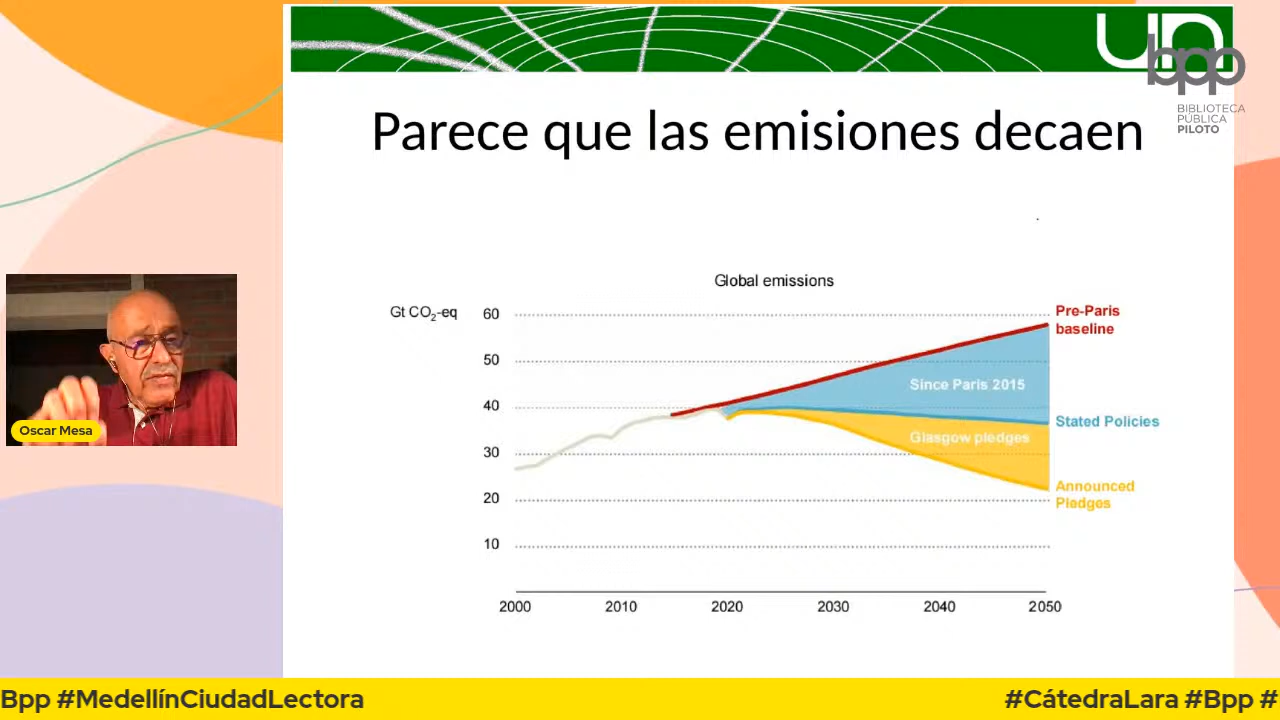 un
bpp
BIBLIOTECA
PÚBLICA
PILOTO
Parece que las emisiones decaen
Global emissions
Gt CO₂-eq
60
50
40
30
20
10
Pre-Paris
baseline
Since Paris 2015
Stated Policies
Glasgow pledges
Announced
Pledges
2000 2010 2020 2030 2040 2050
Oscar Mesa
Bpp #MedellínCiudadLectora
#CátedraLara #Bpp #